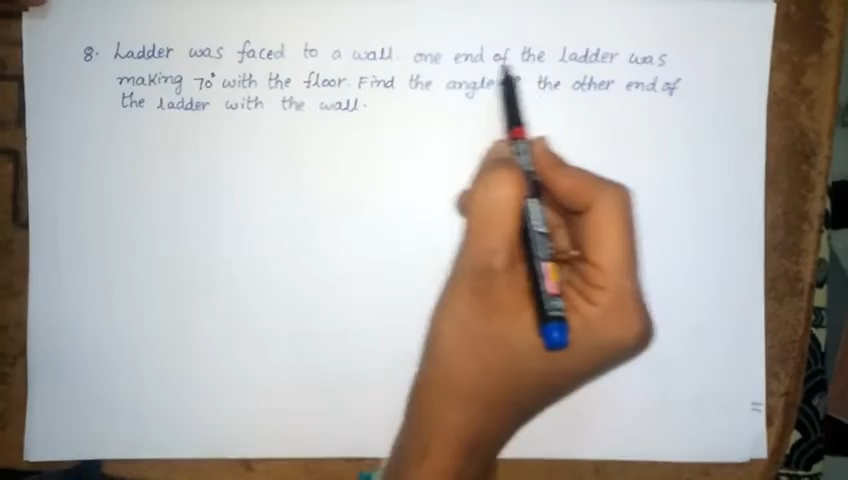 8. Ladder was faced to a wall. one end of the ladder was
making 70° with the floor. Find the angle the other end of
the ladder with the wall.